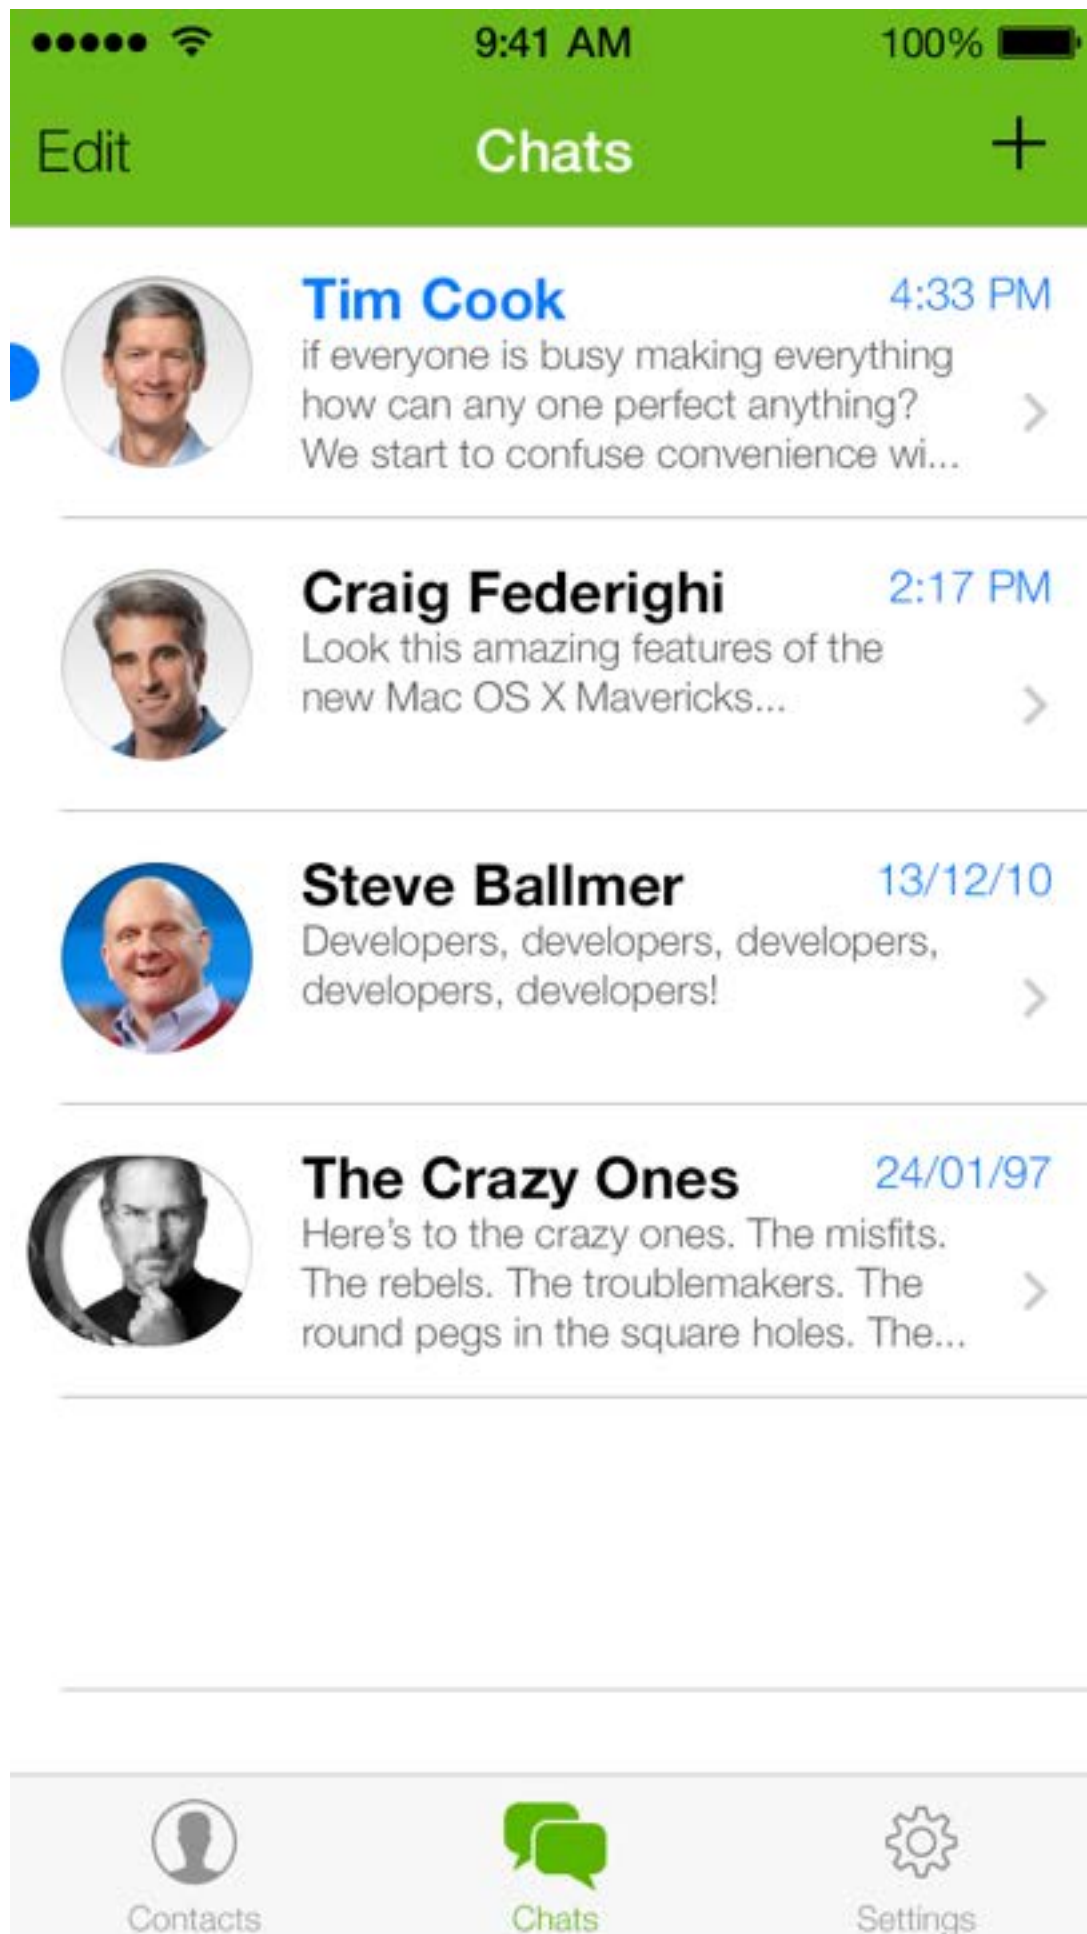 9:41 AM 100%
Edit Chats +
Tim Cook 4:33 PM
if everyone is busy making everything
how can any one perfect anything?
We start to confuse convenience wi...
Craig Federighi 2:17 PM
Look this amazing features of the
new Mac OS X Mavericks...
Steve Ballmer 13/12/10
Developers, developers, developers,
developers, developers!
The Crazy Ones 24/01/97
Here's to the crazy ones. The misfits.
The rebels. The troublemakers. The
round pegs in the square holes. The...
Contacts Chats Settings